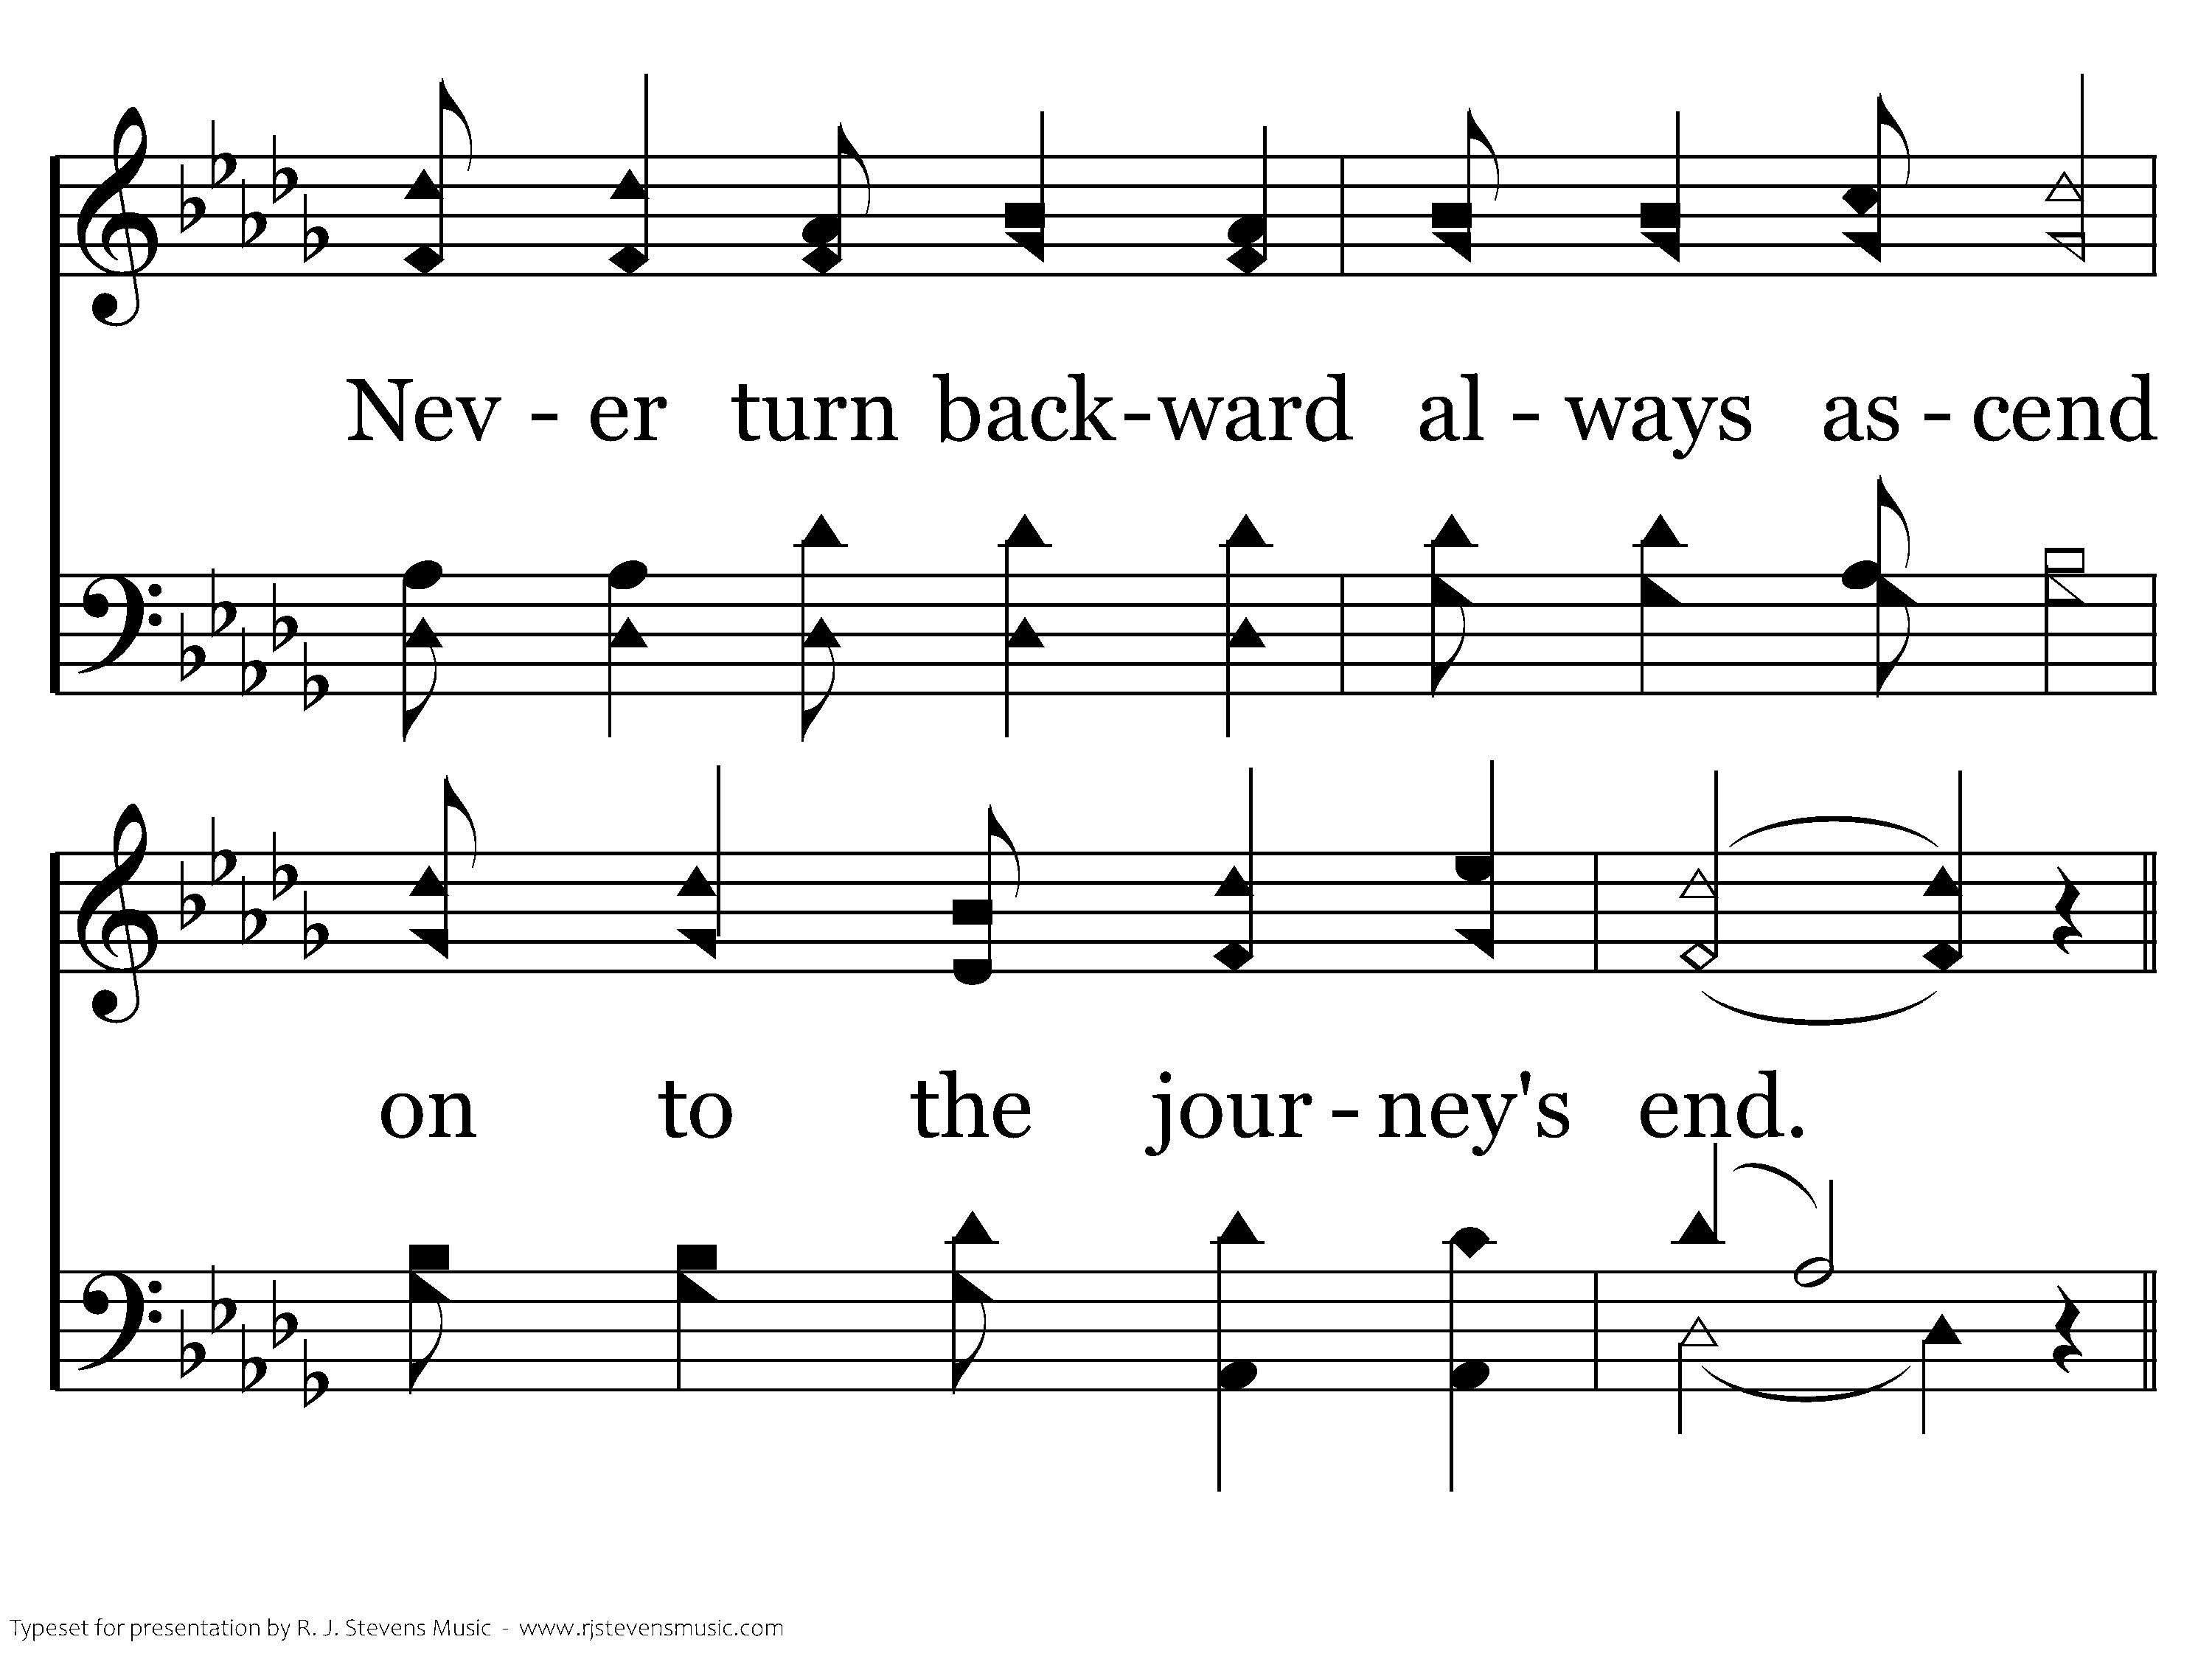 Nev - er turn back-ward al - ways as - cend
on to the jour - ney's end.
Typeset for presentation by R. J. Stevens Music - www.rjstevensmusic.com